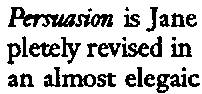 Persuasion is Jane
pletely revised in
an almost elegaic